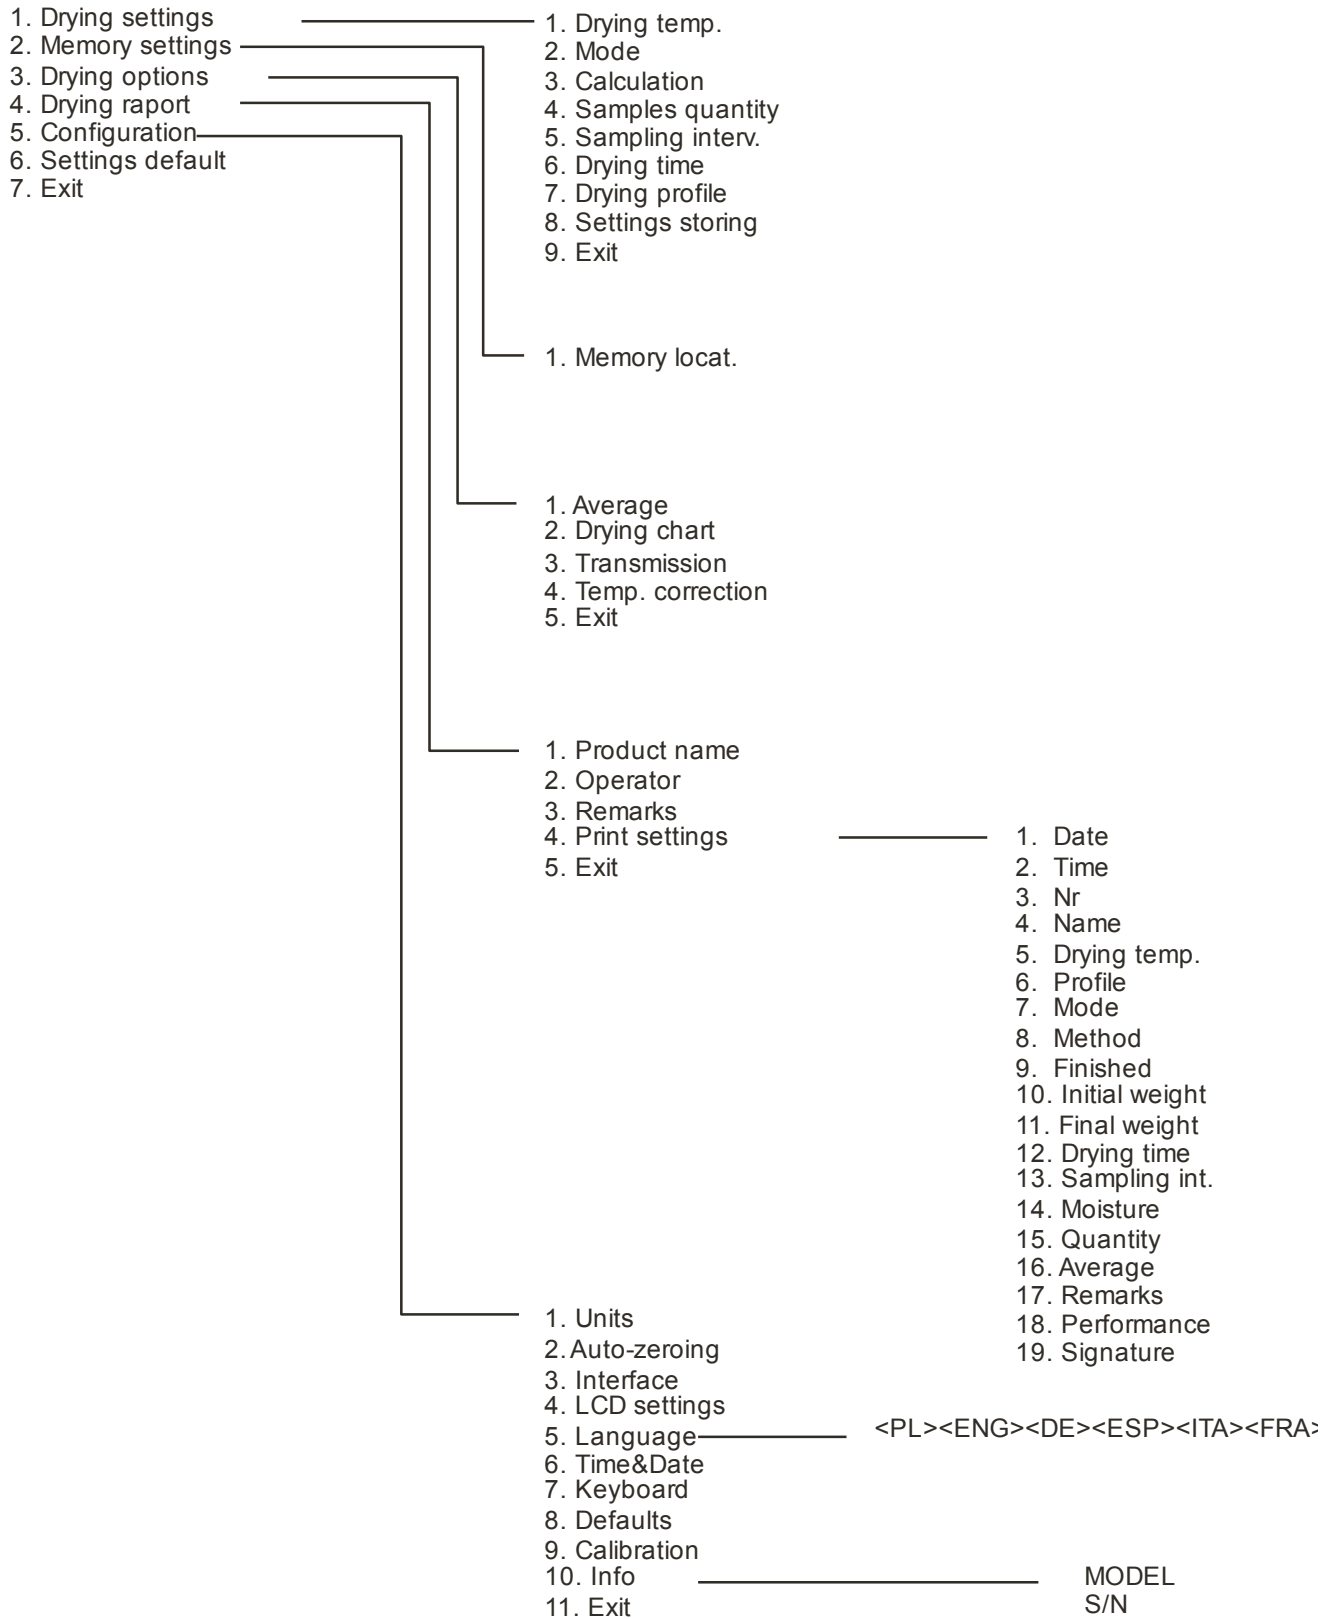 1. Drying settings
2. Memory settings
3. Drying options
4. Drying raport
5. Configuration
6. Settings default
7. Exit
1. Drying temp.
2. Mode
3. Calculation
4. Samples quantity
5. Sampling interv.
6. Drying time
7. Drying profile
8. Settings storing
9. Exit
1. Memory locat.
1. Average
2. Drying chart
3. Transmission
4. Temp. correction
5. Exit
1. Product name
2. Operator
3. Remarks
4. Print settings
5. Exit
1. Date
2. Time
3. Nr
4. Name
5. Drying temp.
6. Profile
7. Mode
8. Method
9. Finished
10. Initial weight
11. Final weight
12. Drying time
13. Sampling int.
14. Moisture
15. Quantity
16. Average
17. Remarks
18. Performance
19. Signature
1. Units
2. Auto-zeroing
3. Interface
4. LCD settings
5. Language
6. Time&Date
7. Keyboard
8. Defaults
9. Calibration
10. Info
11. Exit
<PL><ENG><DE><ESP><ITA><FRA>
MODEL
S/N